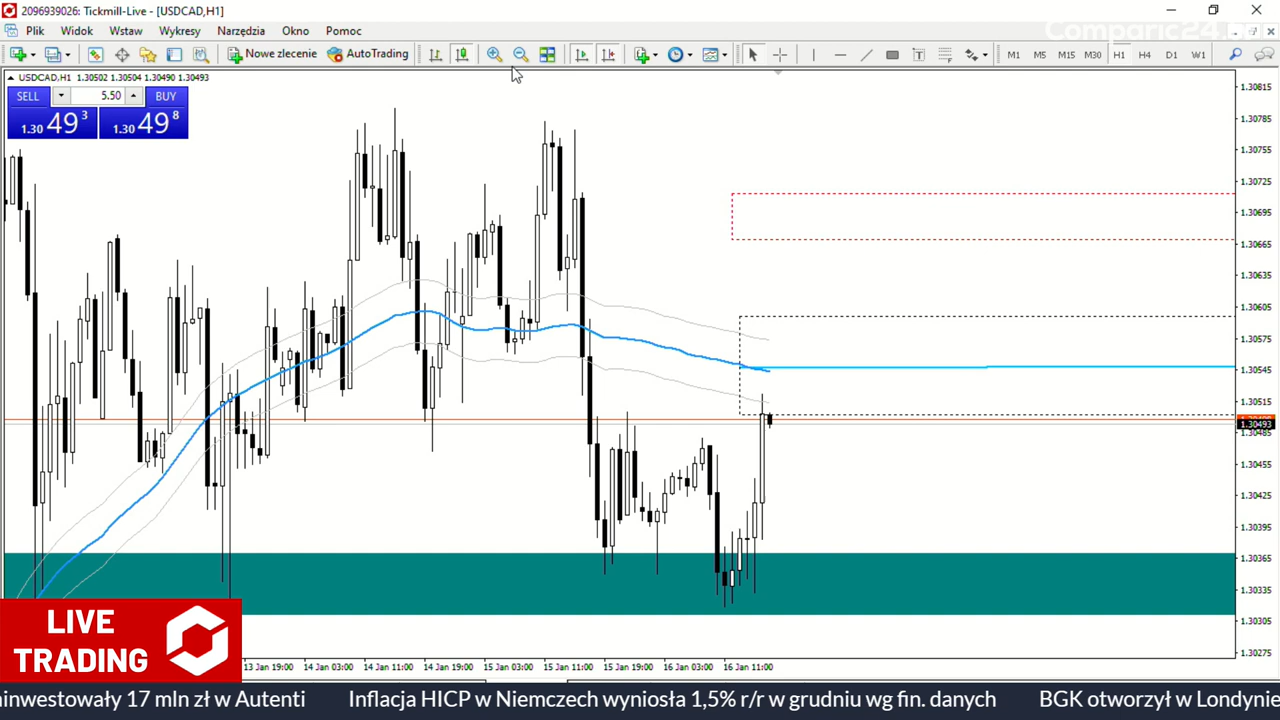 2096939026: Tickmill-Live - [USDCAD,H1]
Comparic24.
Plik Widok Wstaw Wykresy Narzędzia Okno Pomoc
Nowe zlecenie AutoTrading M1 M5 M15 M30 H1 H4 D1 W1
USDCAD,H1 1.30502 1.30504 1.30490 1.30493
SELL 5.50 BUY
1.30 49 3 1.30 49 8
1.30815
1.30785
1.30755
1.30725
1.30695
1.30665
1.30635
1.30605
1.30575
1.30545
1.30515
1.30493
1.30485
1.30455
1.30425
1.30395
1.30365
1.30335
1.30305
1.30275
LIVE
TRADING
13 Jan 19:00 14 Jan 03:00 14 Jan 11:00 14 Jan 19:00 15 Jan 03:00 15 Jan 11:00 15 Jan 19:00 16 Jan 03:00 16 Jan 11:00
ainwestowały 17 mln zł w Autenti Inflacja HICP w Niemczech wyniosła 1,5% r/r w grudniu wg fin. danych BGK otworzył w Londynie